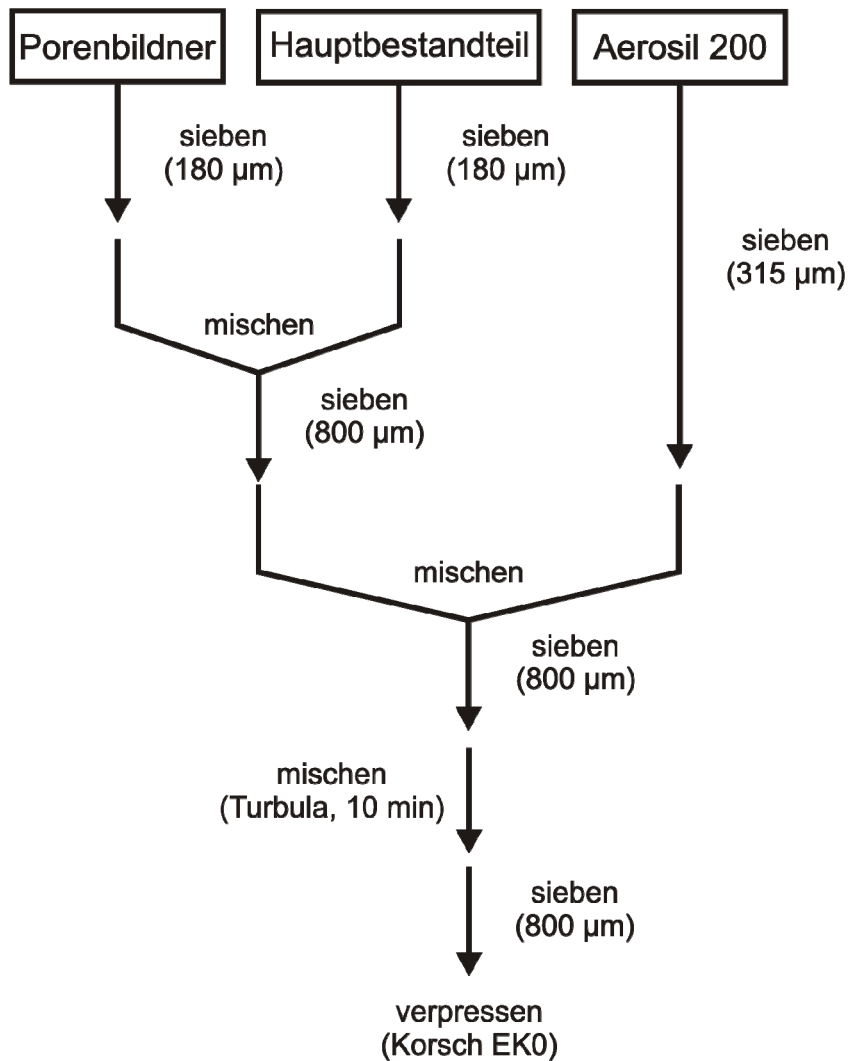 Porenbildner
Hauptbestandteil
Aerosil 200
sieben
(180 µm)
sieben
(180 µm)
sieben
(315 µm)
mischen
sieben
(800 µm)
mischen
sieben
(800 µm)
mischen
(Turbula, 10 min)
sieben
(800 µm)
verpressen
(Korsch EK0)